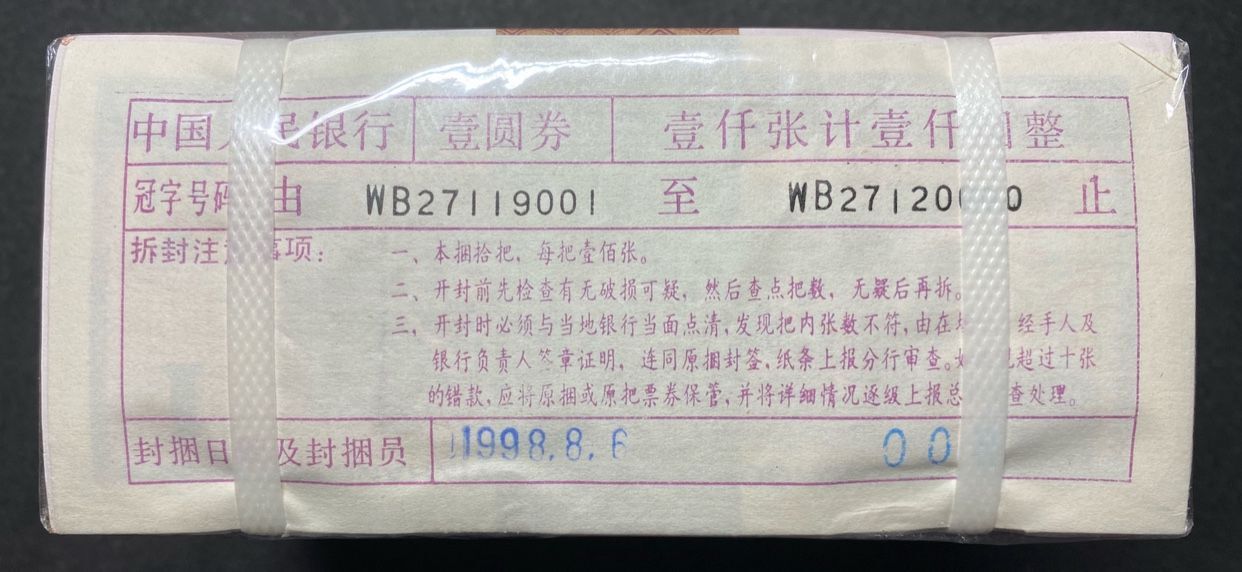 中国人民银行 壹圆券 壹仟张计壹仟圆整
冠字号码 由 WB27119001 至 WB27120000 止
拆封注意事项：
一、本捆拾把，每把壹佰张。
二、开封前先检查有无破损可疑，然后查点把数，无疑后再拆。
三、开封时必须与当地银行当面点清，发现把内张数不符，由在 经手人及
银行负责人签章证明，连同原捆封签，纸条上报分行审查。 超过十张
的错款，应将原捆或原把票券保管，并将详细情况逐级上报总 查处理。
封捆日 及封捆员 1998.8.6 00